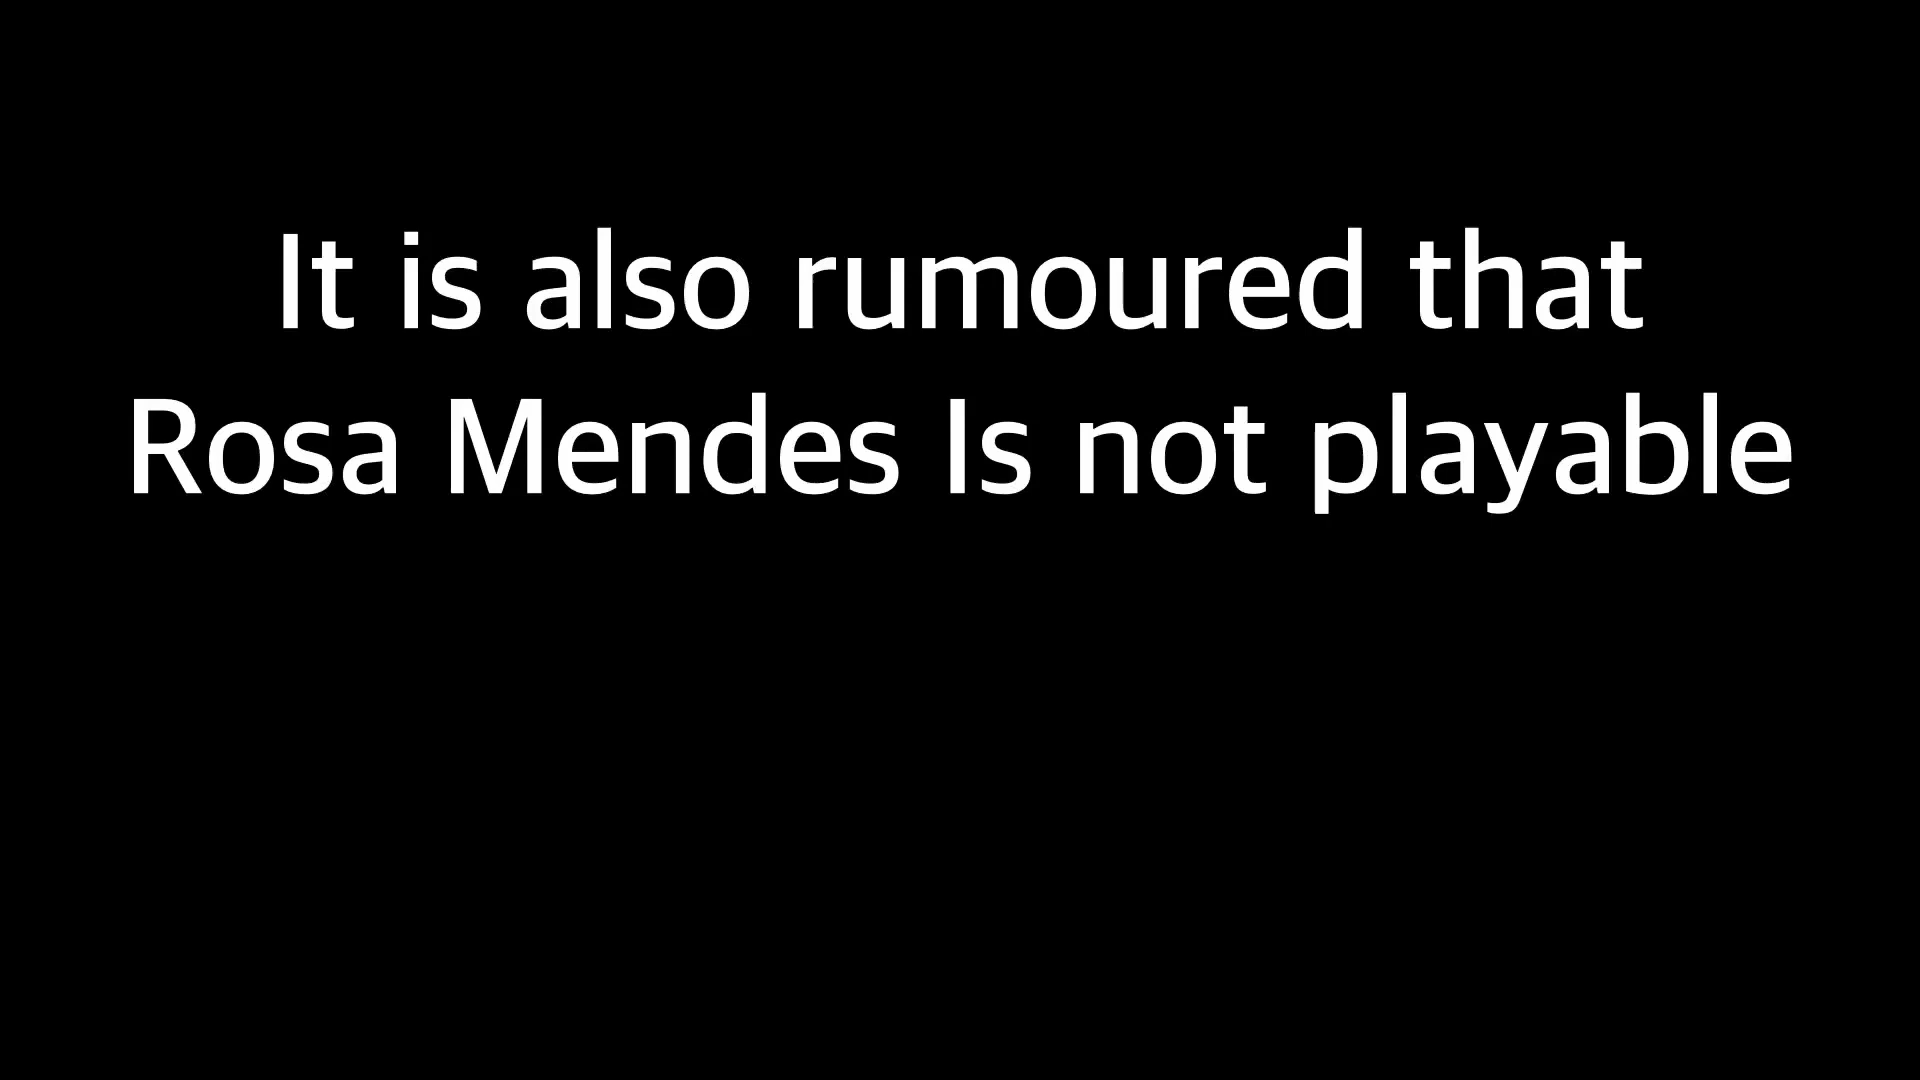 It is also rumoured that
Rosa Mendes Is not playable